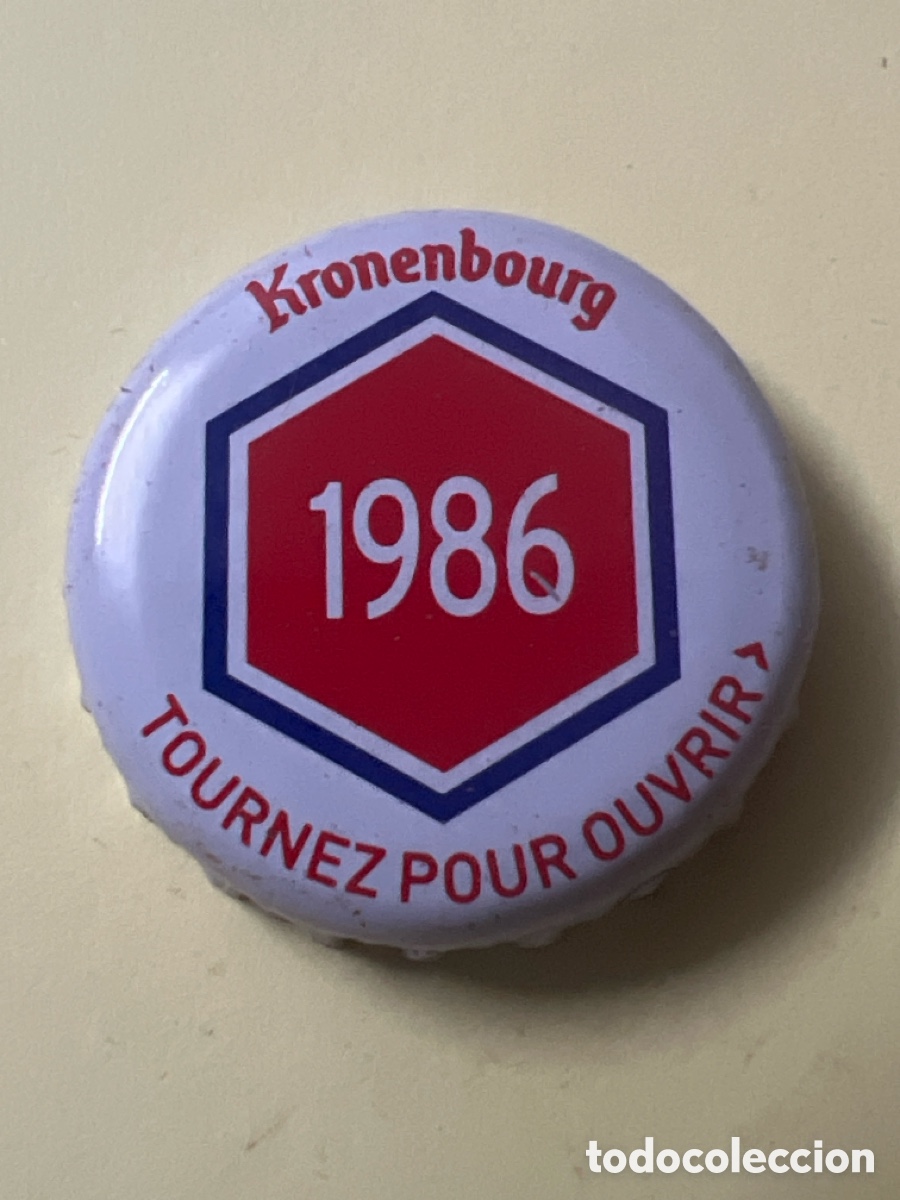 Kronenbourg
1986
TOURNEZ POUR OUVRIR >
todocoleccion